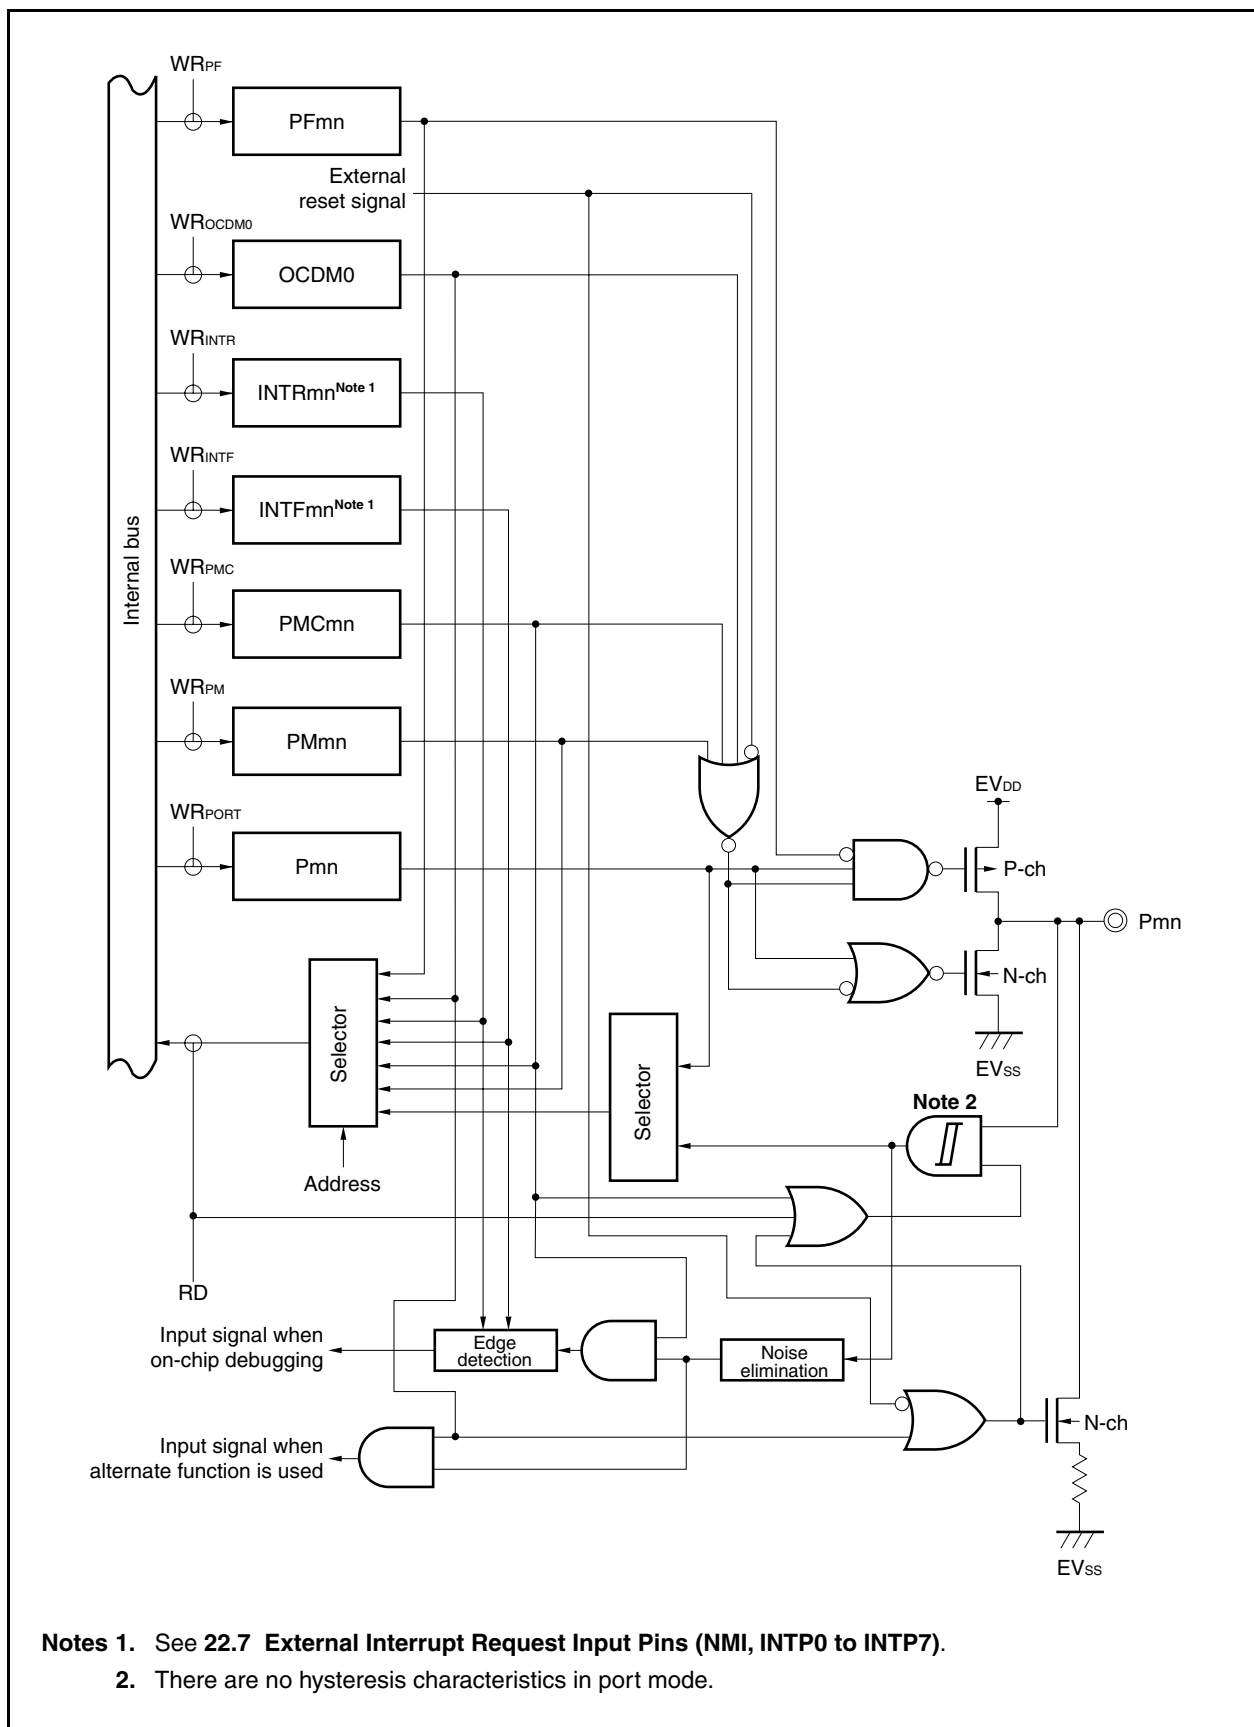 WRPF
PFmn
External
reset signal
WROCDM0
OCDM0
WRINTR
INTRmnNote 1
WRINTF
INTFmnNote 1
Internal bus
WRPMC
PMCmn
WRPM
PMmn
WRPORT
Pmn
EVDD
P-ch
Pmn
N-ch
EVSS
Selector
Selector
Note 2
Address
RD
Input signal when
on-chip debugging
Edge
detection
Noise
elimination
N-ch
Input signal when
alternate function is used
EVSS
Notes 1. See 22.7 External Interrupt Request Input Pins (NMI, INTP0 to INTP7).
2. There are no hysteresis characteristics in port mode.